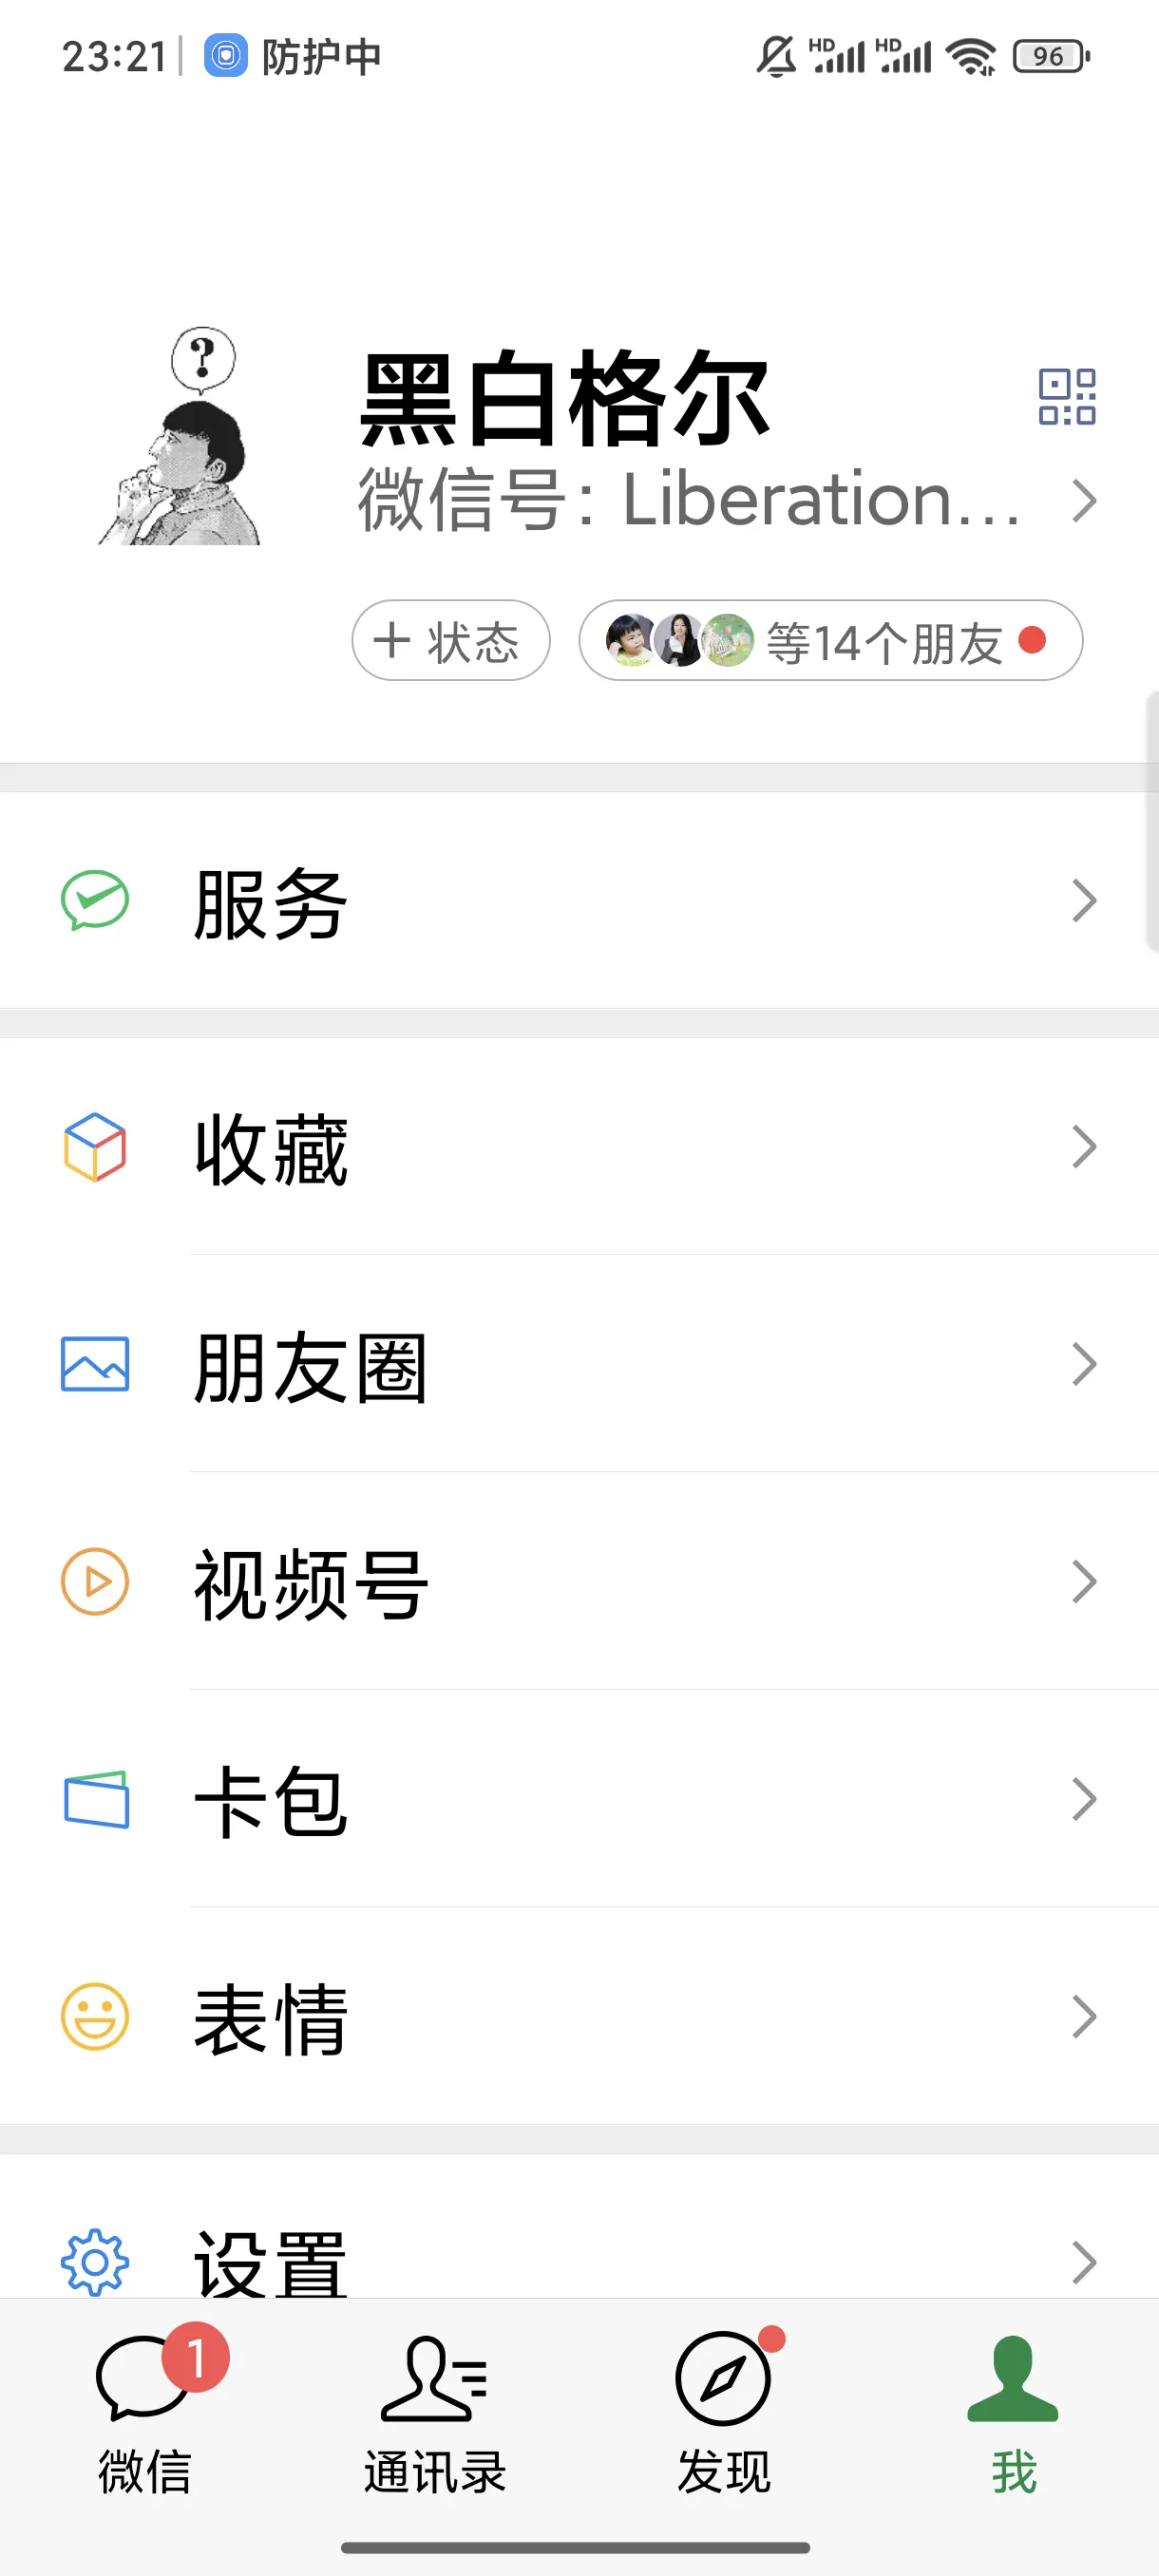 23:21 防护中 HD HD 96
?
黑白格尔
微信号: Liberation...
+ 状态 等14个朋友
服务
收藏
朋友圈
视频号
卡包
表情
设置
1
微信 通讯录 发现 我